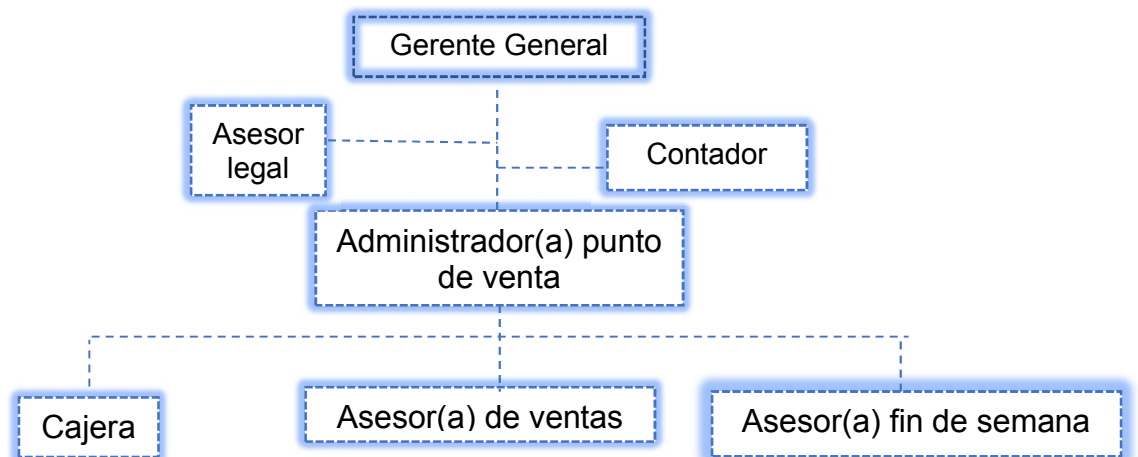 Gerente General
Asesor
legal
Contador
Administrador(a) punto
de venta
Cajera
Asesor(a) de ventas
Asesor(a) fin de semana